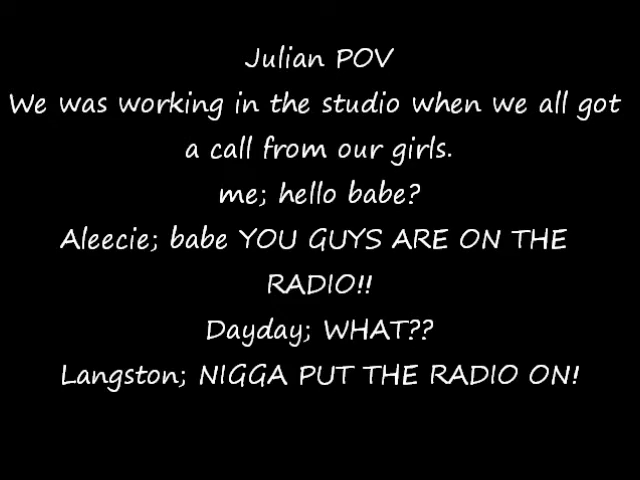 Julian POV
We was working in the studio when we all got
a call from our girls.
me; hello babe?
Aleecie; babe YOU GUYS ARE ON THE
RADIO!!
Dayday; WHAT??
Langston; NIGGA PUT THE RADIO ON!